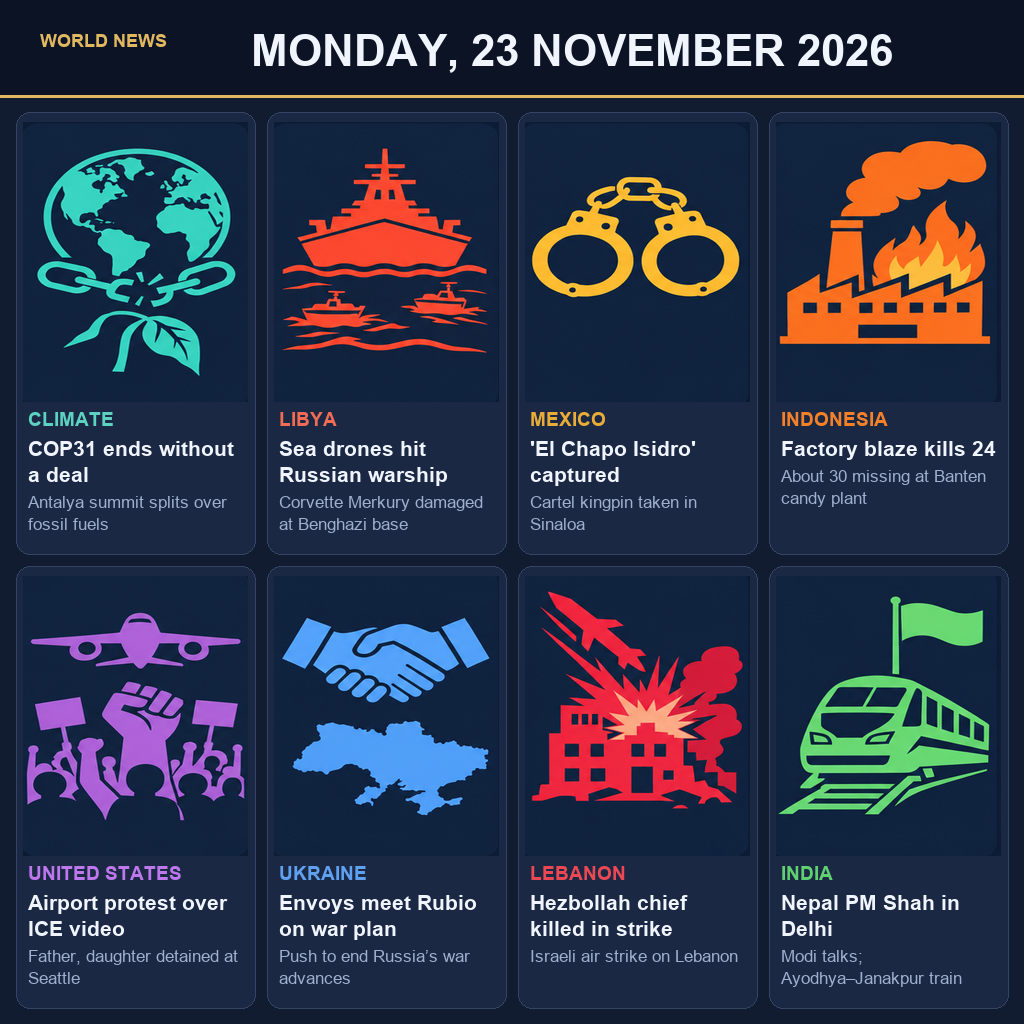 WORLD NEWS
MONDAY, 23 NOVEMBER 2026
CLIMATE
COP31 ends without
a deal
Antalya summit splits over
fossil fuels
LIBYA
Sea drones hit
Russian warship
Corvette Merkury damaged
at Benghazi base
MEXICO
'El Chapo Isidro'
captured
Cartel kingpin taken in
Sinaloa
INDONESIA
Factory blaze kills 24
About 30 missing at Banten
candy plant
UNITED STATES
Airport protest over
ICE video
Father, daughter detained at
Seattle
UKRAINE
Envoys meet Rubio
on war plan
Push to end Russia’s war
advances
LEBANON
Hezbollah chief
killed in strike
Israeli air strike on Lebanon
INDIA
Nepal PM Shah in
Delhi
Modi talks;
Ayodhya–Janakpur train